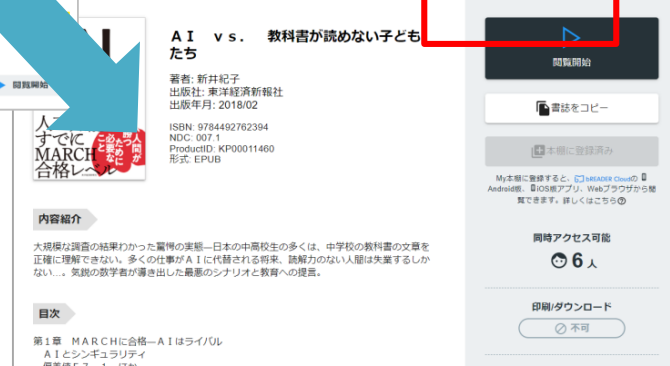 ＡＩ　ｖｓ．　教科書が読めない子ども
たち
著者: 新井紀子
出版社: 東洋経済新報社
出版年月: 2018/02
ISBN: 9784492762394
NDC: 007.1
ProductID: KP00011460
形式: EPUB
閲覧開始
人
すでに
MARCH
合格レベル
人間が
勝つ
ために
必要な
こと
内容紹介
大規模な調査の結果わかった驚愕の実態―日本の中高校生の多くは、中学校の教科書の文章を
正確に理解できない。多くの仕事がＡＩに代替される将来、読解力のない人間は失業するしか
ない…。気鋭の数学者が導き出した最悪のシナリオと教育への提言。
目次
第１章　ＭＡＲＣＨに合格―ＡＩはライバル
ＡＩとシンギュラリティ
閲覧開始
書誌をコピー
本棚に登録済み
My本棚に登録すると、bREADER Cloudの
Android版、iOS版アプリ、Webブラウザから閲
覧できます。詳しくはこちら
同時アクセス可能
6 人
印刷/ダウンロード
不可